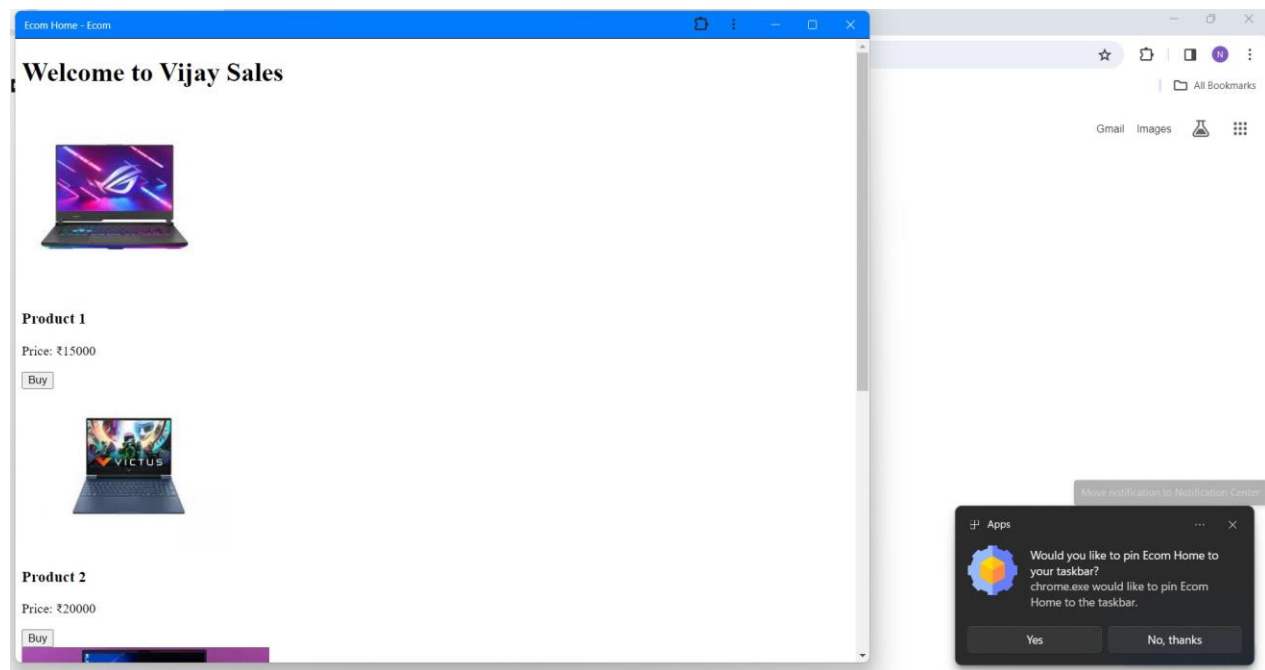 Ecom Home - Ecom
Welcome to Vijay Sales
Product 1
Price: ₹15000
Buy
VICTUS
Product 2
Price: ₹20000
Buy
N
All Bookmarks
Gmail Images
Move notification to Notification Center
Apps
Would you like to pin Ecom Home to
your taskbar?
chrome.exe would like to pin Ecom
Home to the taskbar.
Yes No, thanks